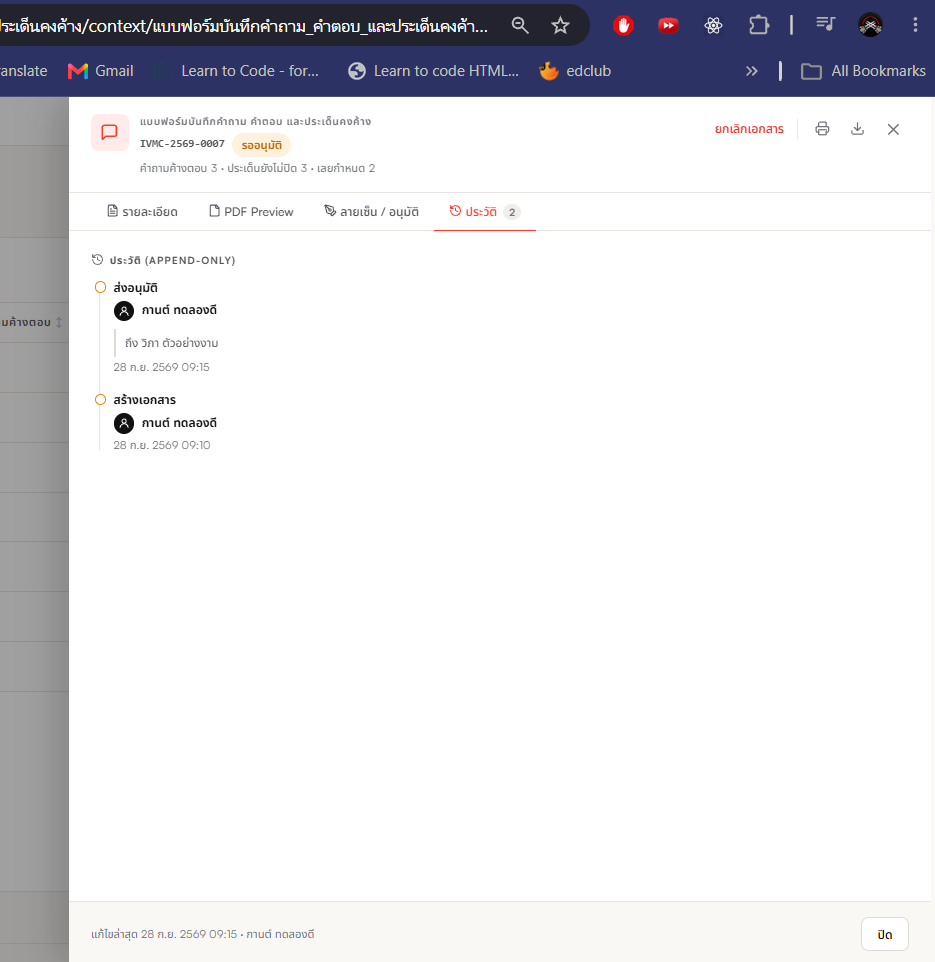 ระเด็นคงค้าง/context/แบบฟอร์มบันทึกคำถาม_คำตอบ_และประเด็นคงค้า...
anslate Gmail Learn to Code - for... Learn to code HTML... edclub » All Bookmarks
แบบฟอร์มบันทึกคำถาม คำตอบ และประเด็นคงค้าง
IVMC-2569-0007 รออนุมัติ
คำถามค้างตอบ 3 · ประเด็นยังไม่ปิด 3 · เลยกำหนด 2
ยกเลิกเอกสาร
รายละเอียด PDF Preview ลายเซ็น / อนุมัติ ประวัติ 2
ประวัติ (APPEND-ONLY)
ส่งอนุมัติ
กานต์ ทดลองดี
ถึง วิภา ตัวอย่างงาม
28 ก.ย. 2569 09:15
มค้างตอบ
สร้างเอกสาร
กานต์ ทดลองดี
28 ก.ย. 2569 09:10
แก้ไขล่าสุด 28 ก.ย. 2569 09:15 · กานต์ ทดลองดี
ปิด